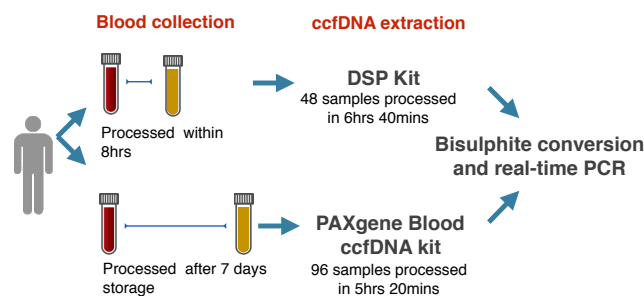 Blood collection
ccfDNA extraction
DSP Kit
48 samples processed
in 6hrs 40mins
Processed within
8hrs
Bisulphite conversion
and real-time PCR
PAXgene Blood
ccfDNA kit
96 samples processed
in 5hrs 20mins
Processed after 7 days
storage